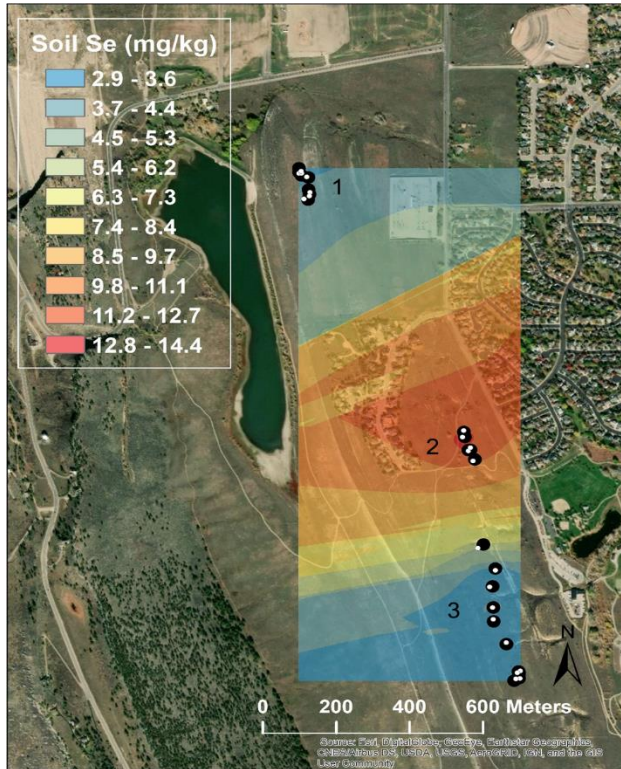 Soil Se (mg/kg)
2.9 - 3.6
3.7 - 4.4
4.5 - 5.3
5.4 - 6.2
6.3 - 7.3
7.4 - 8.4
8.5 - 9.7
9.8 - 11.1
11.2 - 12.7
12.8 - 14.4
1
2
3
N
0 200 400 600 Meters
Source: Esri, DigitalGlobe, GeoEye, Earthstar Geographics,
CNES/Airbus DS, USDA, USGS, AeroGRID, IGN, and the GIS
User Community